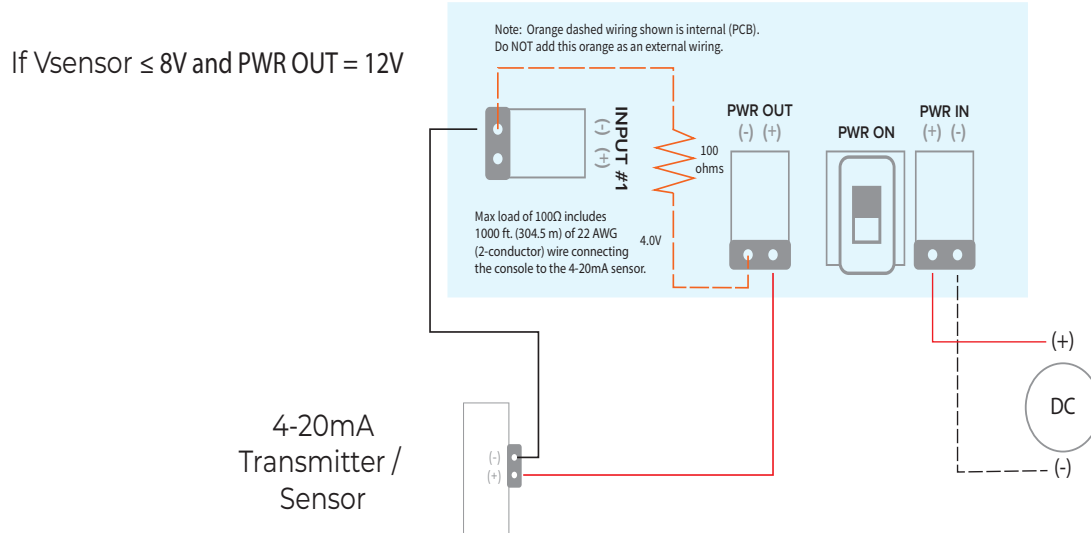 Note: Orange dashed wiring shown is internal (PCB).
Do NOT add this orange as an external wiring.
If Vsensor ≤ 8V and PWR OUT = 12V
INPUT #1
(-) (+)
100
ohms
PWR OUT
(-) (+)
PWR ON
PWR IN
(+) (-)
Max load of 100Ω includes
1000 ft. (304.5 m) of 22 AWG
(2-conductor) wire connecting
the console to the 4-20mA sensor.
4.0V
(+)
DC
(-)
4-20mA
Transmitter /
Sensor
(-)
(+)